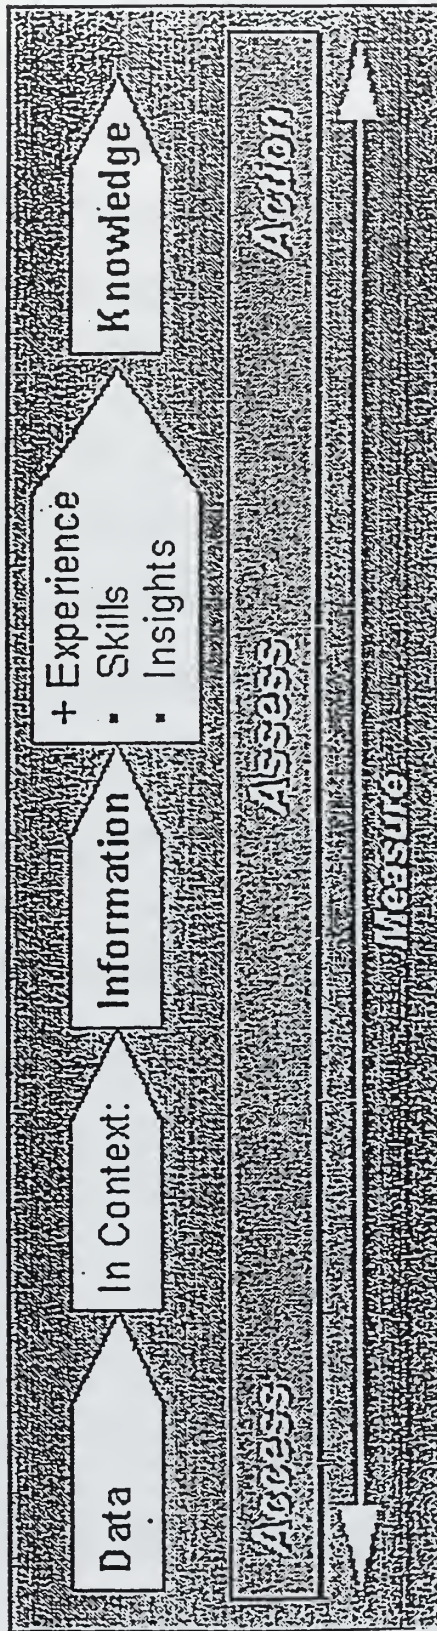 Data
In Context:
Information
+ Experience
▪ Skills
▪ Insights
Knowledge
Access
Assess
Action
Measure